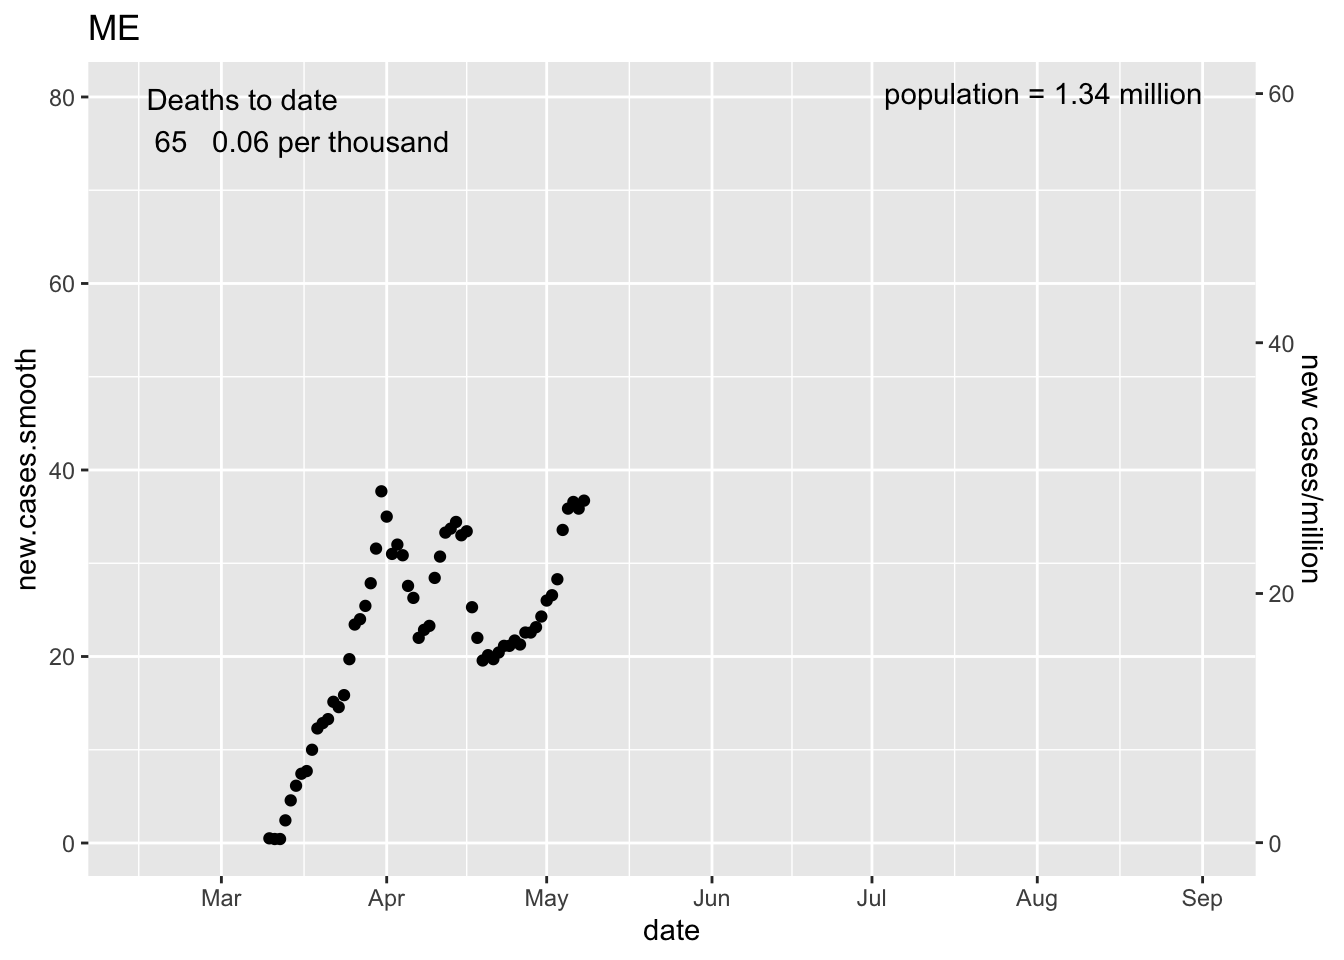 ME
Deaths to date
65 0.06 per thousand
population = 1.34 million
new.cases.smooth
80
60
40
20
0
60
40
20
0
new cases/million
Mar Apr May Jun Jul Aug Sep
date